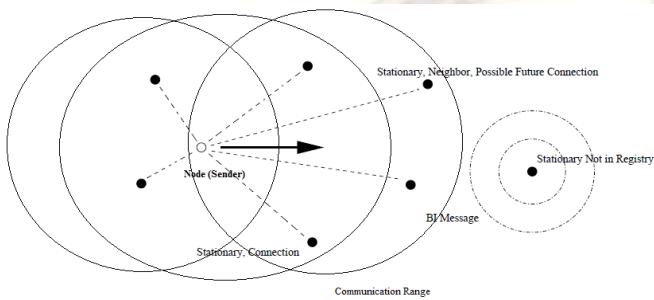 Stationary, Neighbor, Possible Future Connection
Stationary Not in Registry
Node (Sender)
BI Message
Stationary, Connection
Communication Range